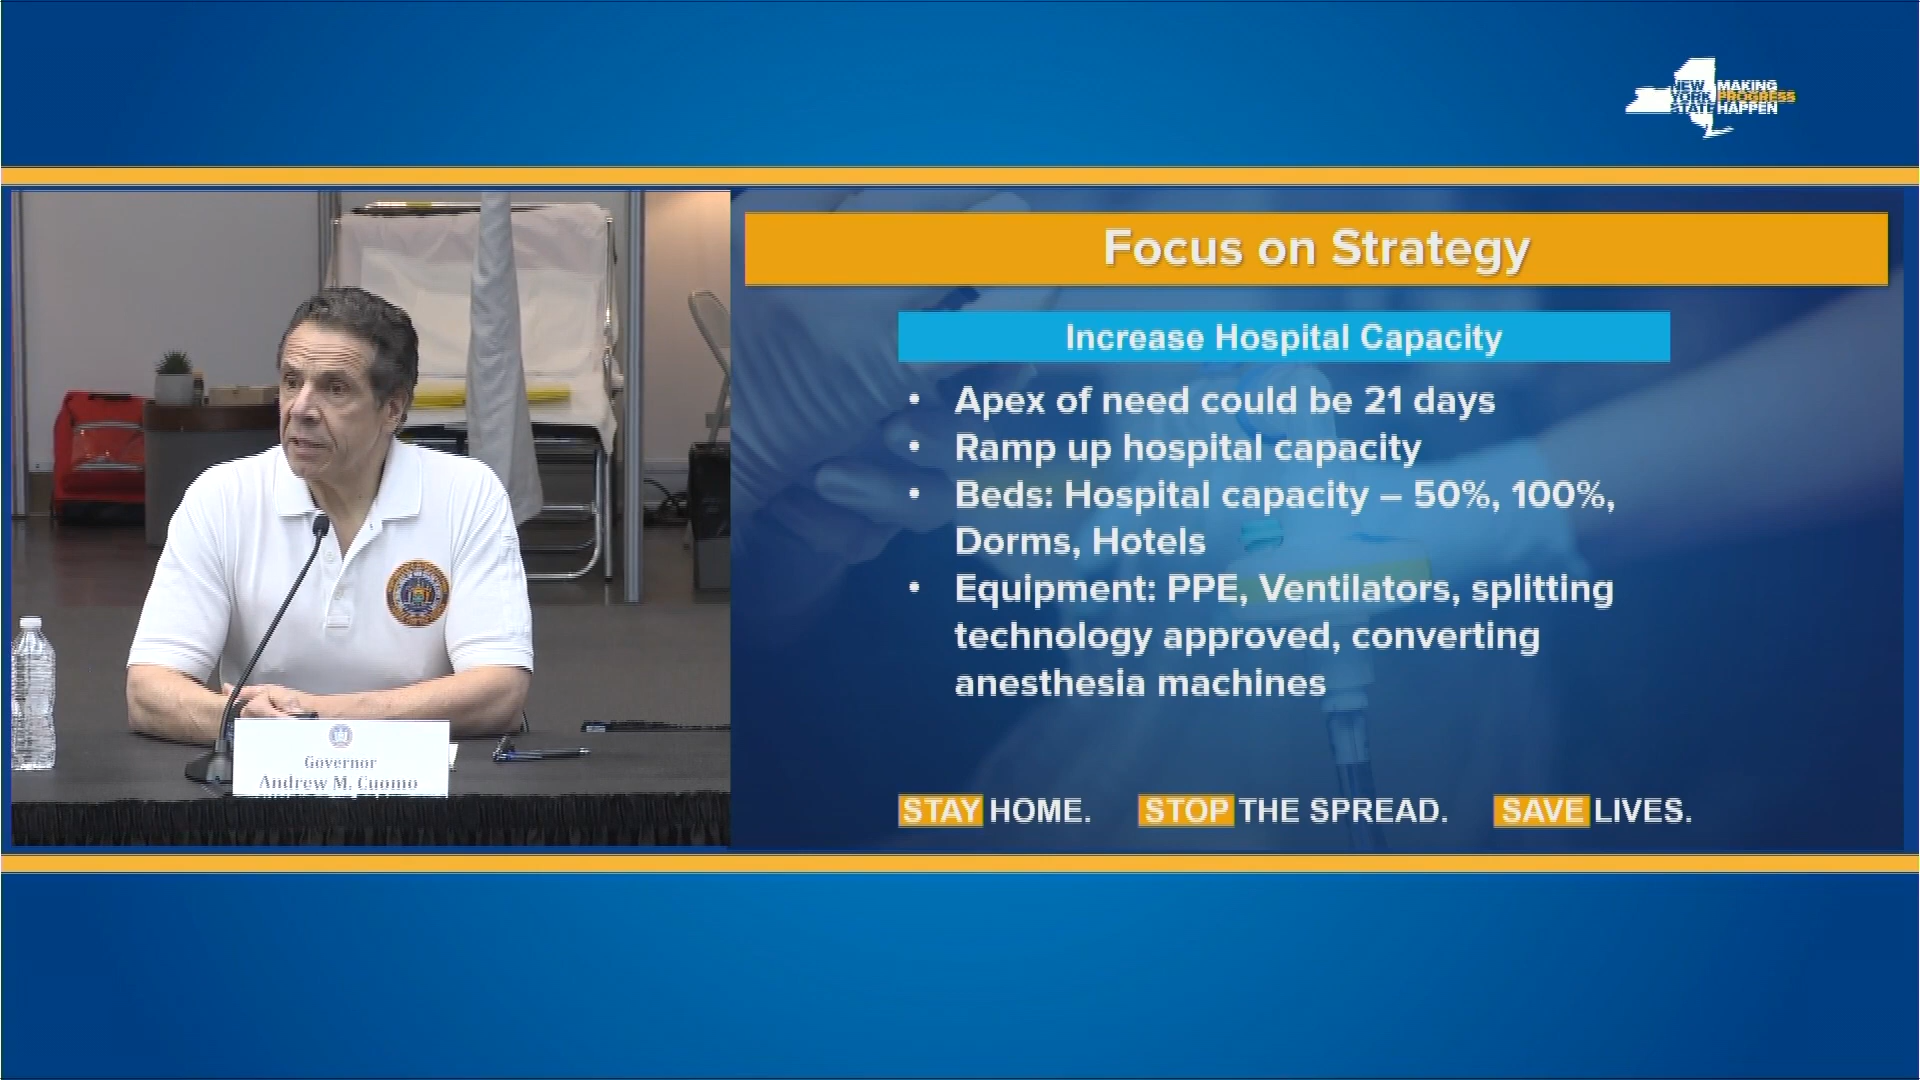 NEW
YORK
STATE
MAKING
PROGRESS
HAPPEN
Focus on Strategy
Increase Hospital Capacity
• Apex of need could be 21 days
• Ramp up hospital capacity
• Beds: Hospital capacity – 50%, 100%,
Dorms, Hotels
• Equipment: PPE, Ventilators, splitting
technology approved, converting
anesthesia machines
STAY HOME. STOP THE SPREAD. SAVE LIVES.
Governor
Andrew M. Cuomo